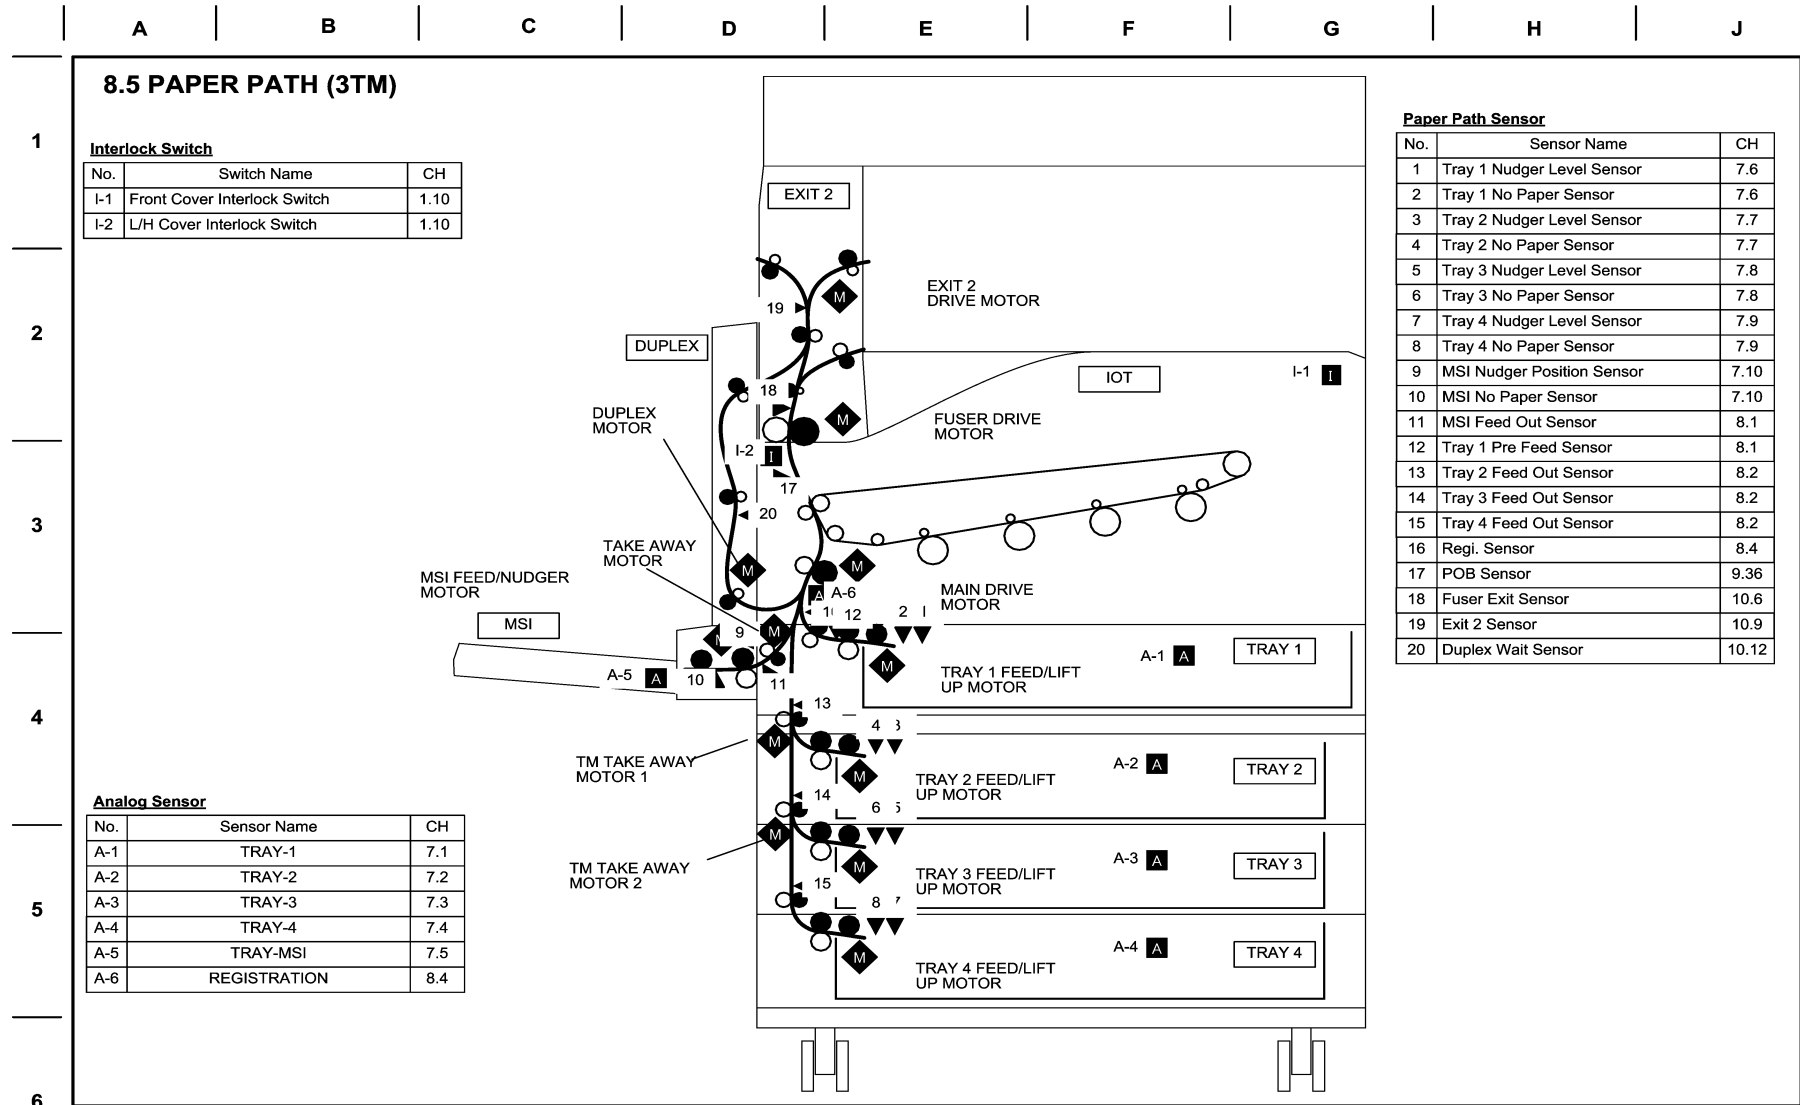 A B C D E F G H J
8.5 PAPER PATH (3TM)
1
2
3
4
5
6
Interlock Switch
No. Switch Name CH
I-1 Front Cover Interlock Switch 1.10
I-2 L/H Cover Interlock Switch 1.10
Paper Path Sensor
No. Sensor Name CH
1 Tray 1 Nudger Level Sensor 7.6
2 Tray 1 No Paper Sensor 7.6
3 Tray 2 Nudger Level Sensor 7.7
4 Tray 2 No Paper Sensor 7.7
5 Tray 3 Nudger Level Sensor 7.8
6 Tray 3 No Paper Sensor 7.8
7 Tray 4 Nudger Level Sensor 7.9
8 Tray 4 No Paper Sensor 7.9
9 MSI Nudger Position Sensor 7.10
10 MSI No Paper Sensor 7.10
11 MSI Feed Out Sensor 8.1
12 Tray 1 Pre Feed Sensor 8.1
13 Tray 2 Feed Out Sensor 8.2
14 Tray 3 Feed Out Sensor 8.2
15 Tray 4 Feed Out Sensor 8.2
16 Regi. Sensor 8.4
17 POB Sensor 9.36
18 Fuser Exit Sensor 10.6
19 Exit 2 Sensor 10.9
20 Duplex Wait Sensor 10.12
EXIT 2
EXIT 2
DRIVE MOTOR
M
19
DUPLEX
18
IOT
I-1 I
DUPLEX
MOTOR
M
FUSER DRIVE
MOTOR
I-2 I
17
20
TAKE AWAY
MOTOR
M
M
MSI FEED/NUDGER
MOTOR
A A-6
MAIN DRIVE
MOTOR
12
2
MSI
9
M
A-5 A
10
11
M
TRAY 1 FEED/LIFT
UP MOTOR
A-1 A
TRAY 1
13
4
M
TM TAKE AWAY
MOTOR 1
M
TRAY 2 FEED/LIFT
UP MOTOR
A-2 A
TRAY 2
14
6
M
TM TAKE AWAY
MOTOR 2
M
TRAY 3 FEED/LIFT
UP MOTOR
A-3 A
TRAY 3
15
8
M
TRAY 4 FEED/LIFT
UP MOTOR
A-4 A
TRAY 4
Analog Sensor
No. Sensor Name CH
A-1 TRAY-1 7.1
A-2 TRAY-2 7.2
A-3 TRAY-3 7.3
A-4 TRAY-4 7.4
A-5 TRAY-MSI 7.5
A-6 REGISTRATION 8.4